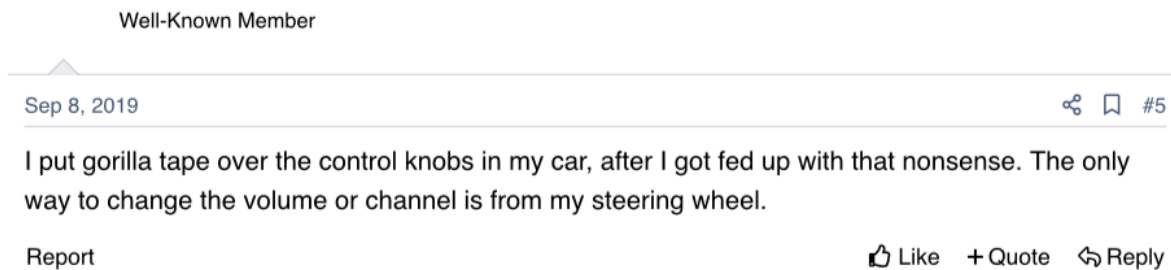 Well-Known Member
Sep 8, 2019 #5
I put gorilla tape over the control knobs in my car, after I got fed up with that nonsense. The only
way to change the volume or channel is from my steering wheel.
Report Like +Quote Reply